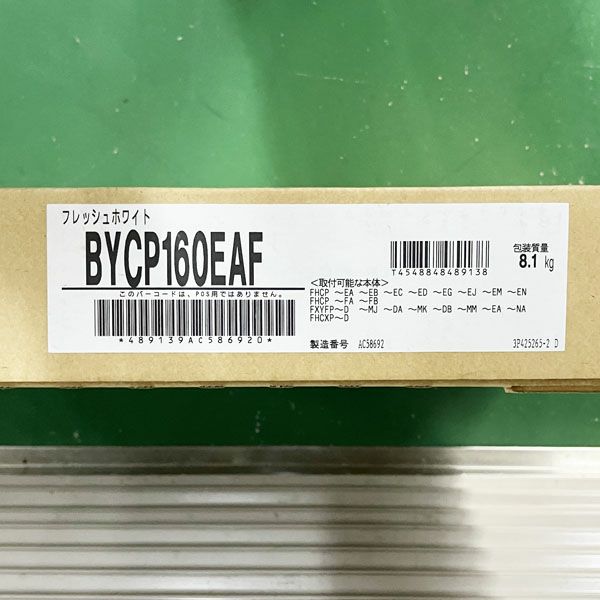 フレッシュホワイト
BYCP160EAF
このバーコードは、POS用ではありません。
*489139AC586920*
T4548848489138
包装質量
8.1 kg
<取付可能な本体>
FHCP ～EA ～EB ～EC ～ED ～EG ～EJ ～EM ～EN
FHCP ～FA ～FB
FXYFP～D ～MJ ～DA ～MK ～DB ～MM ～EA ～NA
FHCXP～D
製造番号 AC58692
3P425265-2 D